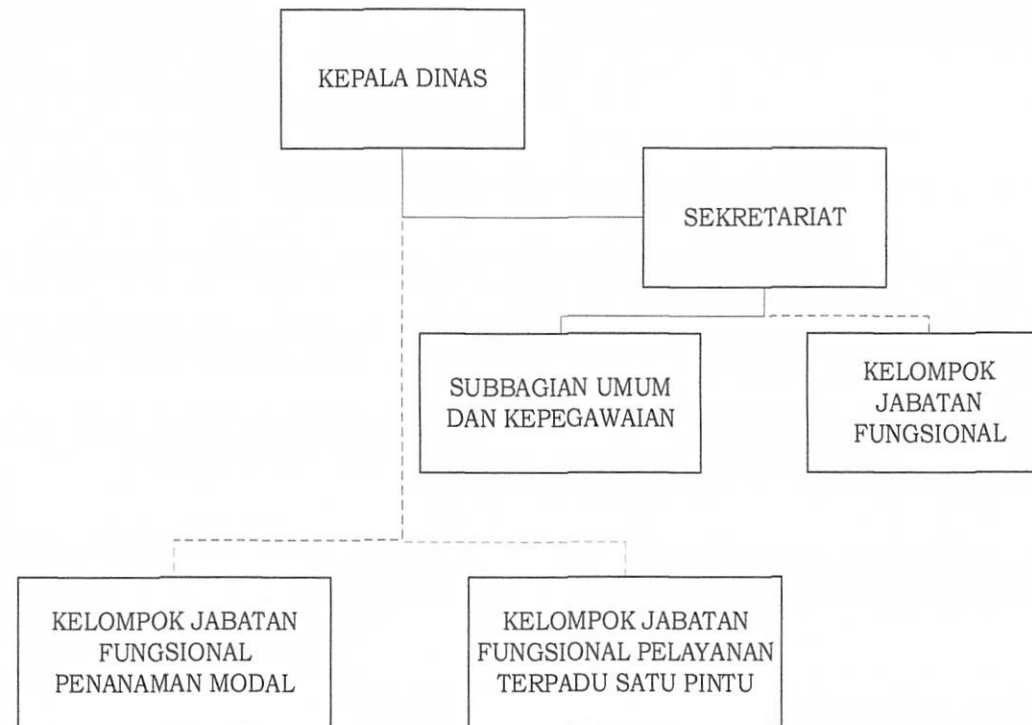 KEPALA DINAS
SEKRETARIAT
SUBBAGIAN UMUM
DAN KEPEGAWAIAN
KELOMPOK
JABATAN
FUNGSIONAL
KELOMPOK JABATAN
FUNGSIONAL
PENANAMAN MODAL
KELOMPOK JABATAN
FUNGSIONAL PELAYANAN
TERPADU SATU PINTU